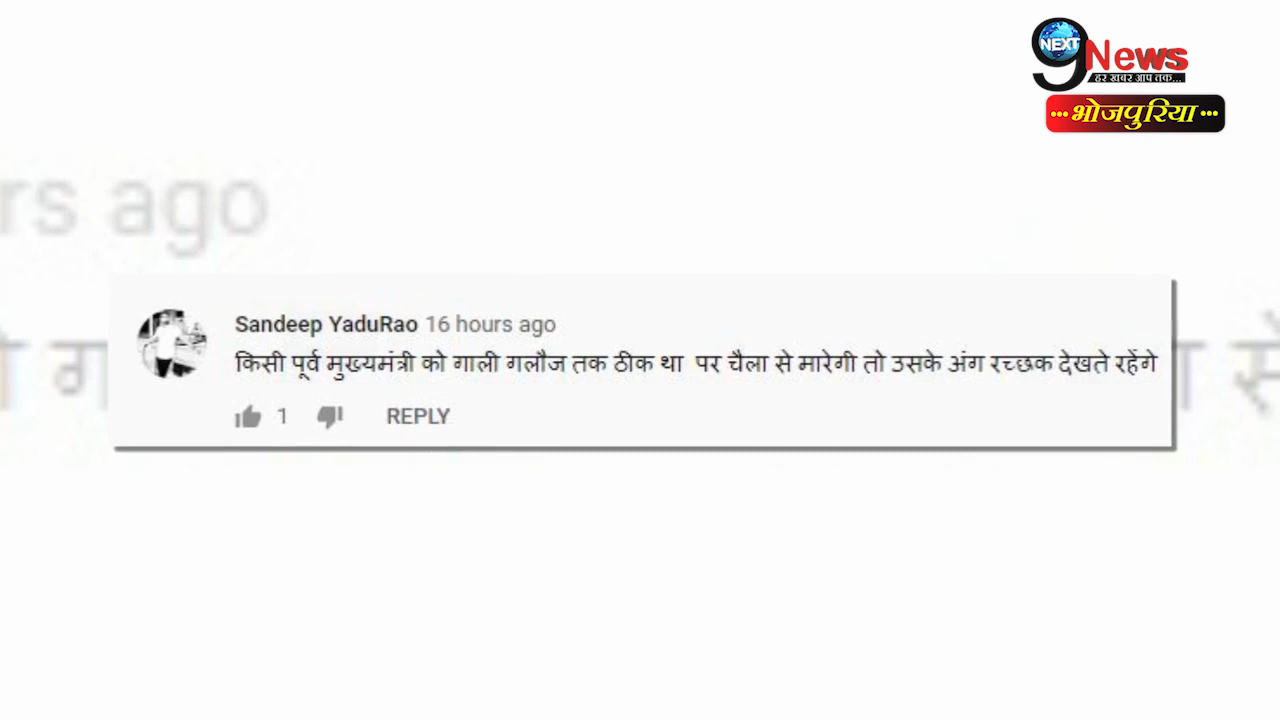 NEXT
9 News
हर खबर आप तक...
...भोजपुरिया...
rs ago
Sandeep YaduRao 16 hours ago
किसी पूर्व मुख्यमंत्री को गाली गलौज तक ठीक था पर चैला से मारेगी तो उसके अंग रच्छक देखते रहेंगे
1 REPLY